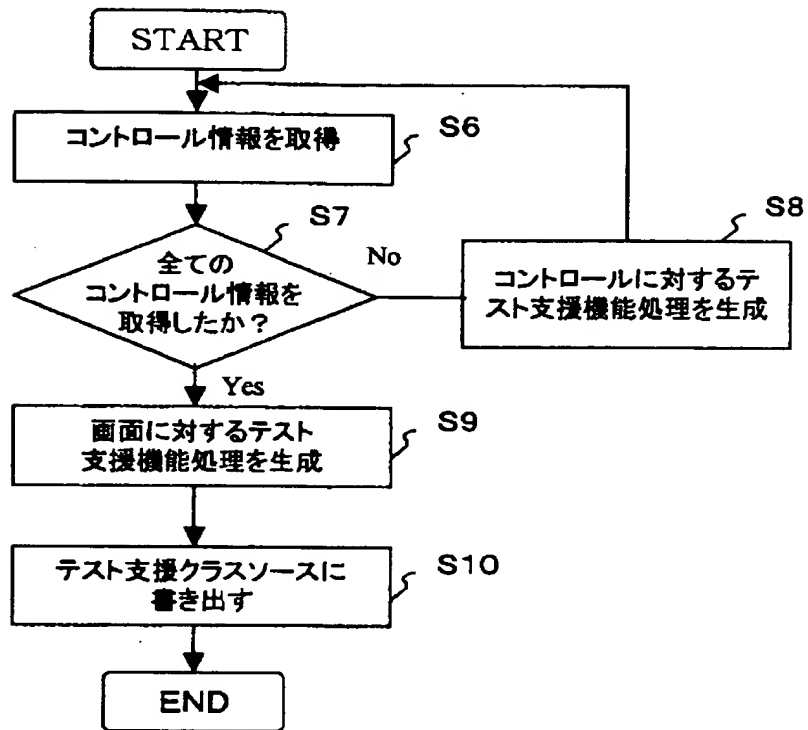 START
コントロール情報を取得
S6
S7
全ての
コントロール情報を
取得したか？
No
S8
コントロールに対するテ
スト支援機能処理を生成
Yes
画面に対するテスト
支援機能処理を生成
S9
テスト支援クラスソースに
書き出す
S10
END